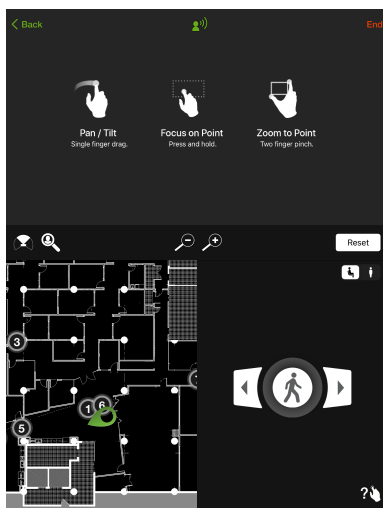 Back
End
Pan / Tilt
Single finger drag.
Focus on Point
Press and hold.
Zoom to Point
Two finger pinch.
Reset
3
1
6
5
?